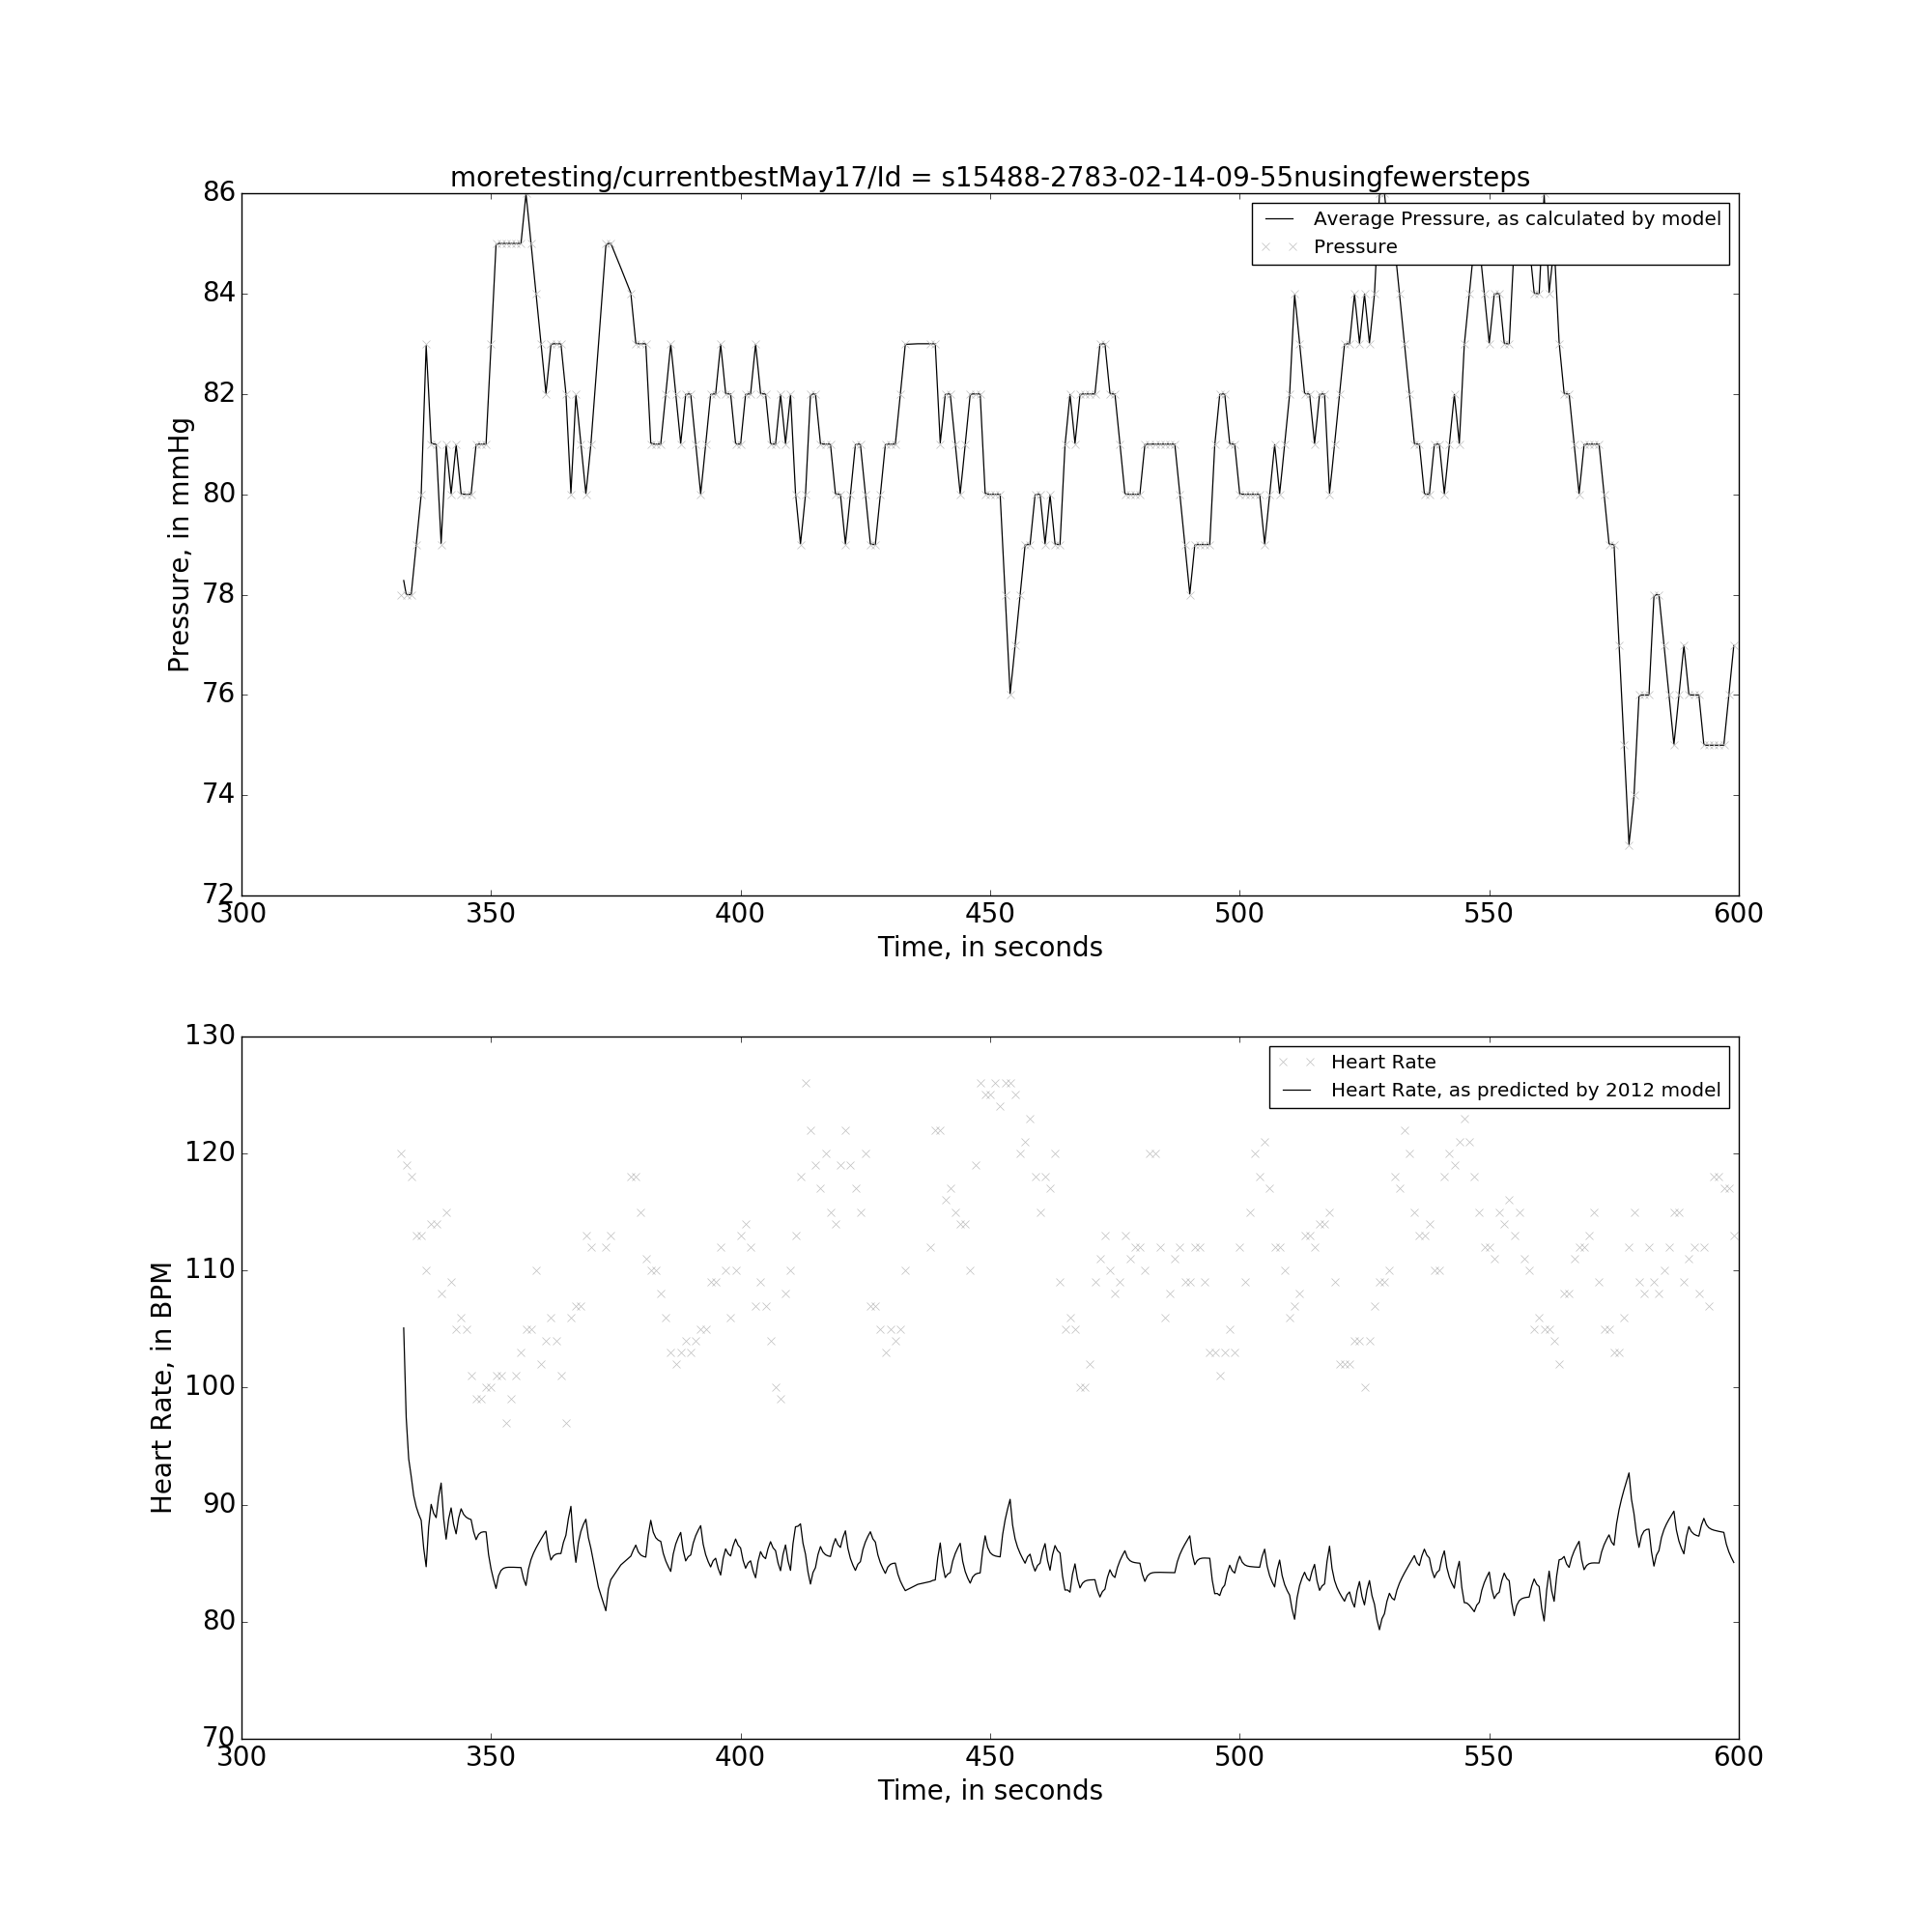 moretesting/currentbestMay17/Id = s15488-2783-02-14-09-55nusingfewersteps
86
84
82
80
78
76
74
72
Pressure, in mmHg
Average Pressure, as calculated by model
Pressure
300 350 400 450 500 550 600
Time, in seconds
130
120
110
100
90
80
70
Heart Rate, in BPM
Heart Rate
Heart Rate, as predicted by 2012 model
300 350 400 450 500 550 600
Time, in seconds